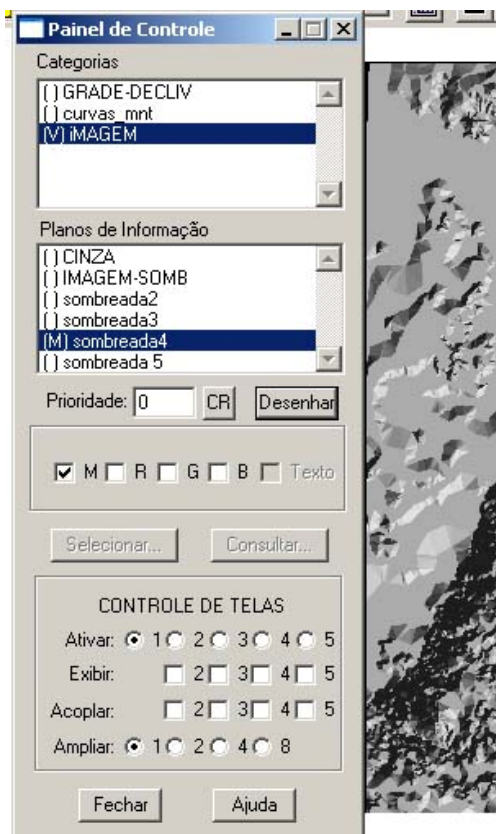 Painel de Controle
Categorias
( ) GRADE-DECLIV
( ) curvas_mnt
(V) iMAGEM
Planos de Informação
( ) CINZA
( ) IMAGEM-SOMB
( ) sombreada2
( ) sombreada3
(M) sombreada4
( ) sombreada 5
Prioridade: 0 CR Desenhar
M R G B Texto
Selecionar... Consultar...
CONTROLE DE TELAS
Ativar: 1 2 3 4 5
Exibir: 2 3 4 5
Acoplar: 2 3 4 5
Ampliar: 1 2 4 8
Fechar Ajuda